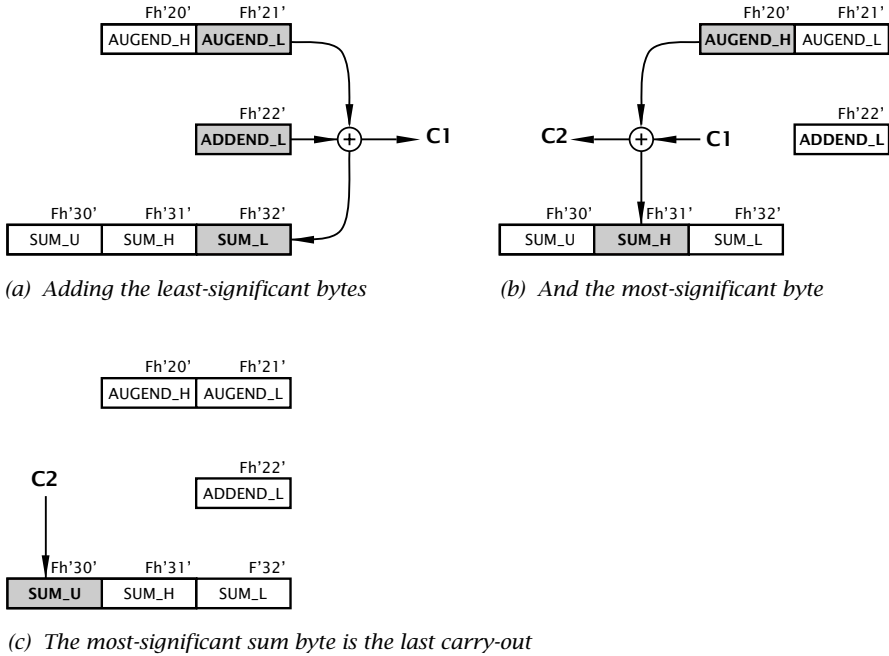 Fh'20' Fh'21'
AUGEND_H AUGEND_L
Fh'22'
ADDEND_L
C1
Fh'30' Fh'31' Fh'32'
SUM_U SUM_H SUM_L
(a) Adding the least-significant bytes
Fh'20' Fh'21'
AUGEND_H AUGEND_L
Fh'22'
ADDEND_L
C2 C1
Fh'30' Fh'31' Fh'32'
SUM_U SUM_H SUM_L
(b) And the most-significant byte
Fh'20' Fh'21'
AUGEND_H AUGEND_L
Fh'22'
ADDEND_L
C2
Fh'30' Fh'31' F'32'
SUM_U SUM_H SUM_L
(c) The most-significant sum byte is the last carry-out